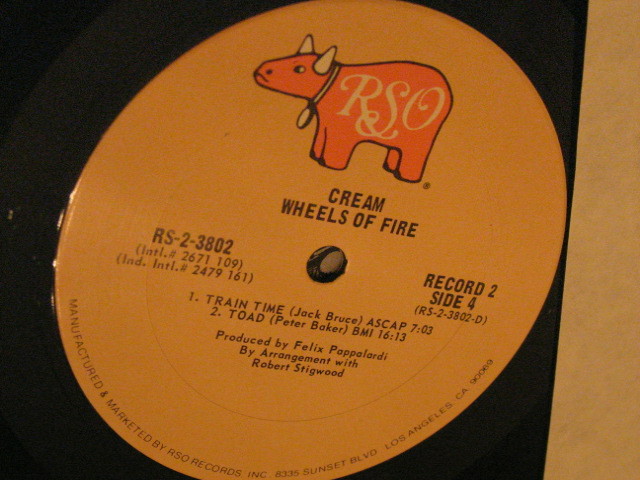 RSO
®
CREAM
WHEELS OF FIRE
RS-2-3802
(Intl.# 2671 109)
(Ind. Intl.# 2479 161)
RECORD 2
SIDE 4
(RS-2-3802-D)
1. TRAIN TIME (Jack Bruce) ASCAP 7:03
2. TOAD (Peter Baker) BMI 16:13
Produced by Felix Pappalardi
By Arrangement with
Robert Stigwood
MANUFACTURED & MARKETED BY RSO RECORDS, INC. 8335 SUNSET BLVD. LOS ANGELES, CA. 90069